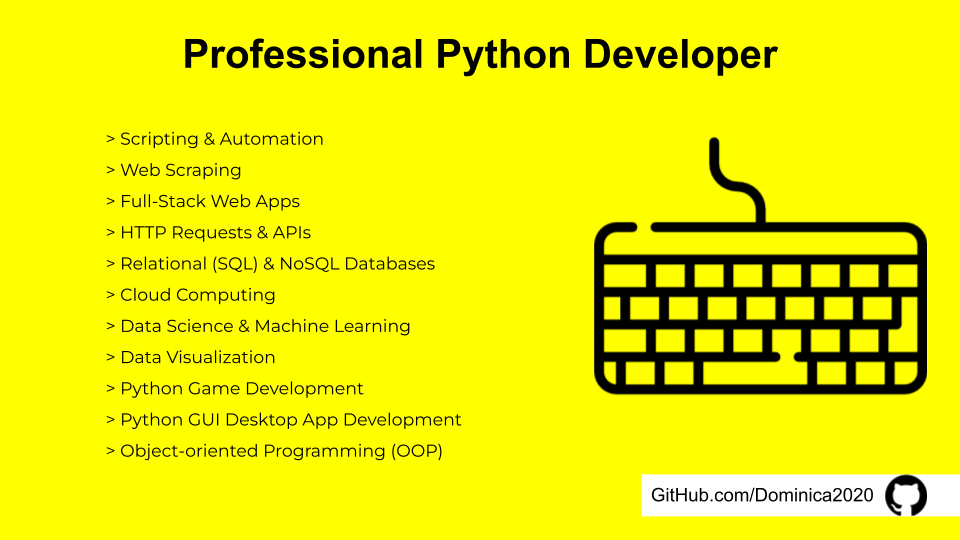 Professional Python Developer
> Scripting & Automation
> Web Scraping
> Full-Stack Web Apps
> HTTP Requests & APIs
> Relational (SQL) & NoSQL Databases
> Cloud Computing
> Data Science & Machine Learning
> Data Visualization
> Python Game Development
> Python GUI Desktop App Development
> Object-oriented Programming (OOP)
GitHub.com/Dominica2020